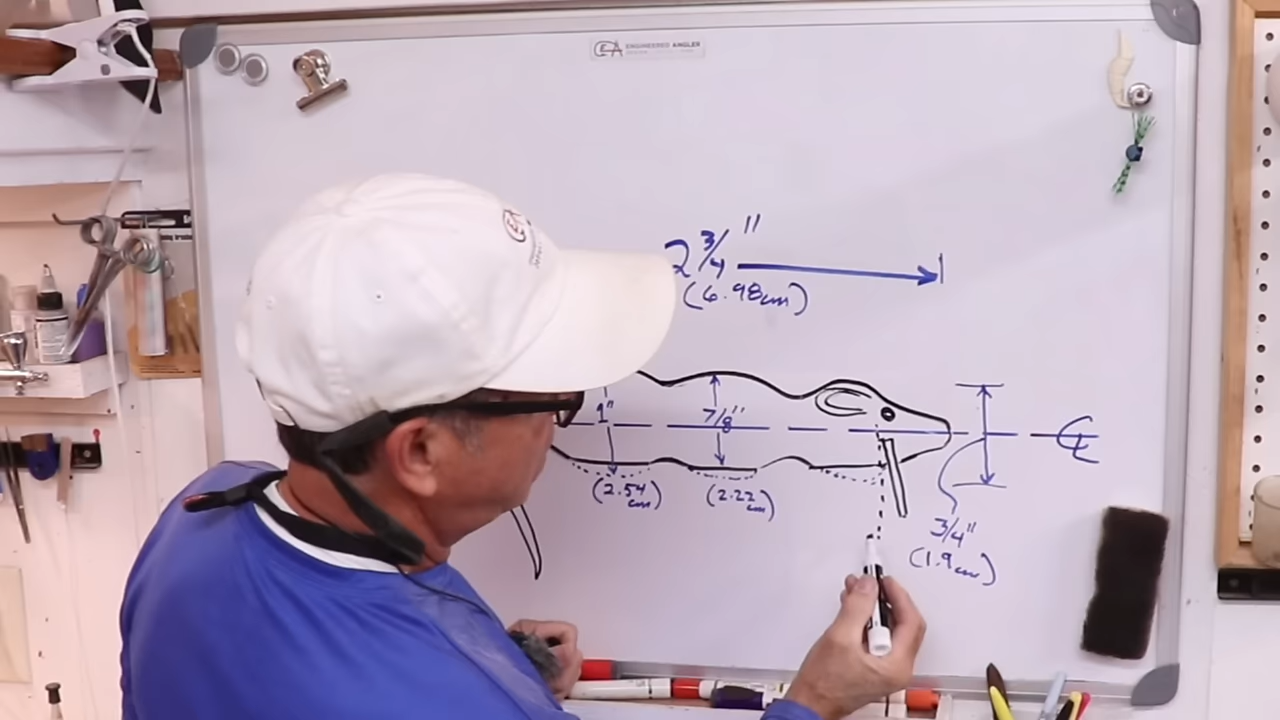 ENGINEERED ANGLER
2 3/4"
(6.98cm)
1"
7/8"
(2.54 cm)
(2.22 cm)
3/4"
(1.9cm)